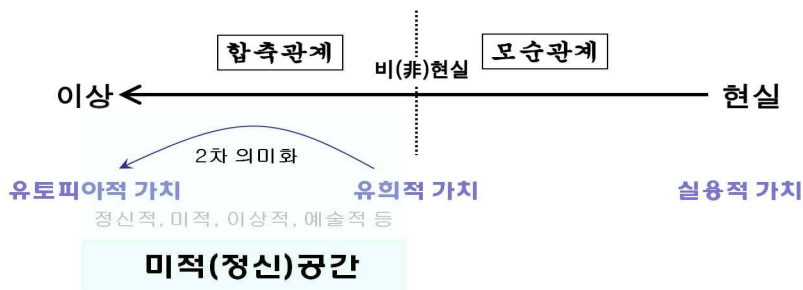 합축관계
모순관계
비(非)현실
이상
현실
2차 의미화
유토피아적 가치
유희적 가치
실용적 가치
정신적, 미적, 이상적, 예술적 등
미적(정신)공간